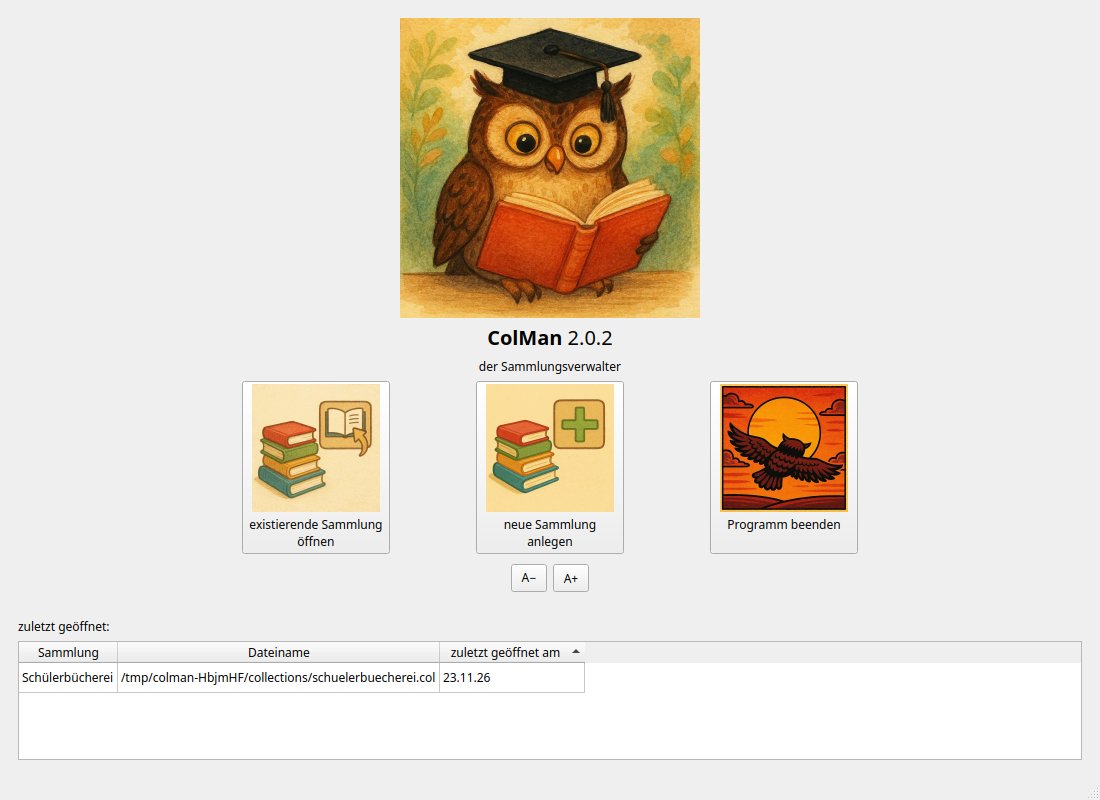 ColMan 2.0.2
der Sammlungsverwalter
existierende Sammlung
öffnen
neue Sammlung
anlegen
Programm beenden
A− A+
zuletzt geöffnet:
Sammlung Dateiname zuletzt geöffnet am
Schülerbücherei /tmp/colman-HbjmHF/collections/schuelerbuecherei.col 23.11.26